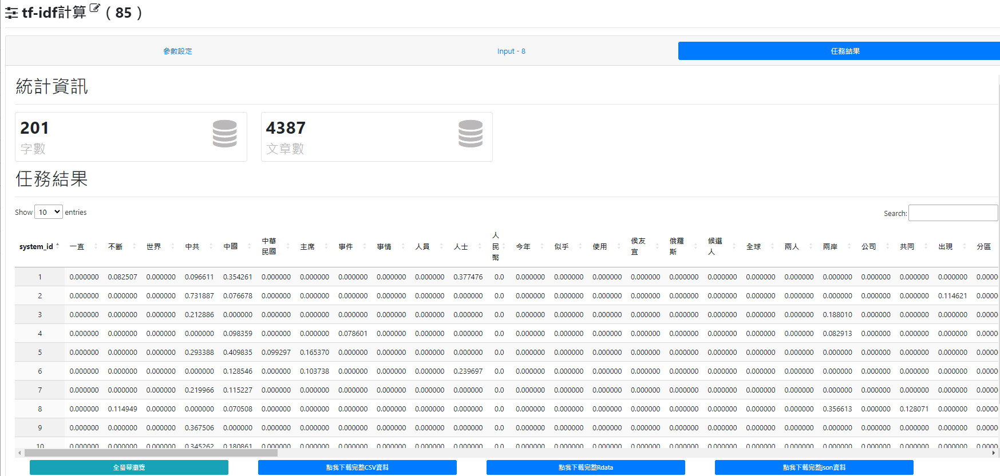 tf-idf計算 ( 85 )
參數設定 Input - 8 任務結果
統計資訊
201 4387
字數 文章數
任務結果
Show 10 entries Search:
system_id 一直 不斷 世界 中共 中國 中華民國 主席 事件 事情 人員 人士 人民幣 今年 似乎 使用 侯友宜 俄羅斯 候選人 全球 兩人 兩岸 公司 共同 出現 分區
1 0.000000 0.082507 0.000000 0.096611 0.354261 0.000000 0.000000 0.000000 0.000000 0.000000 0.377476 0.0 0.000000 0.000000 0.000000 0.000000 0.000000 0.000000 0.000000 0.000000 0.000000 0.000000 0.000000 0.000000 0.0000
2 0.000000 0.000000 0.000000 0.731887 0.076678 0.000000 0.000000 0.000000 0.000000 0.000000 0.000000 0.0 0.000000 0.000000 0.000000 0.000000 0.000000 0.000000 0.000000 0.000000 0.000000 0.000000 0.000000 0.114621 0.0000
3 0.000000 0.000000 0.000000 0.212886 0.000000 0.000000 0.000000 0.000000 0.000000 0.000000 0.000000 0.0 0.000000 0.000000 0.000000 0.000000 0.000000 0.000000 0.000000 0.000000 0.188010 0.000000 0.000000 0.000000 0.0000
4 0.000000 0.000000 0.000000 0.000000 0.098359 0.000000 0.000000 0.078601 0.000000 0.000000 0.000000 0.0 0.000000 0.000000 0.000000 0.000000 0.000000 0.000000 0.000000 0.000000 0.082913 0.000000 0.000000 0.000000 0.0000
5 0.000000 0.000000 0.000000 0.293388 0.409835 0.099297 0.165370 0.000000 0.000000 0.000000 0.000000 0.0 0.000000 0.000000 0.000000 0.000000 0.000000 0.000000 0.000000 0.000000 0.000000 0.000000 0.000000 0.000000 0.0000
6 0.000000 0.000000 0.000000 0.000000 0.128546 0.000000 0.103738 0.000000 0.000000 0.000000 0.239697 0.0 0.000000 0.000000 0.000000 0.000000 0.000000 0.000000 0.000000 0.000000 0.000000 0.000000 0.000000 0.000000 0.0000
7 0.000000 0.000000 0.000000 0.219966 0.115227 0.000000 0.000000 0.000000 0.000000 0.000000 0.000000 0.0 0.000000 0.000000 0.000000 0.000000 0.000000 0.000000 0.000000 0.000000 0.000000 0.000000 0.000000 0.000000 0.0000
8 0.000000 0.114949 0.000000 0.000000 0.070508 0.000000 0.000000 0.000000 0.000000 0.000000 0.000000 0.0 0.000000 0.000000 0.000000 0.000000 0.000000 0.000000 0.000000 0.000000 0.356613 0.000000 0.128071 0.000000 0.0000
9 0.000000 0.000000 0.000000 0.367506 0.000000 0.000000 0.000000 0.000000 0.000000 0.000000 0.000000 0.0 0.000000 0.000000 0.000000 0.000000 0.000000 0.000000 0.000000 0.000000 0.000000 0.000000 0.000000 0.000000 0.0000
10 0.000000 0.000000 0.000000 0.345262 0.180861 0.000000 0.000000 0.000000 0.000000 0.000000 0.000000 0.0 0.000000 0.000000 0.000000 0.000000 0.000000 0.000000 0.000000 0.000000 0.000000 0.000000 0.000000 0.000000 0.0000
全螢幕瀏覽 點我下載完整CSV資料 點我下載完整Rdata 點我下載完整json資料